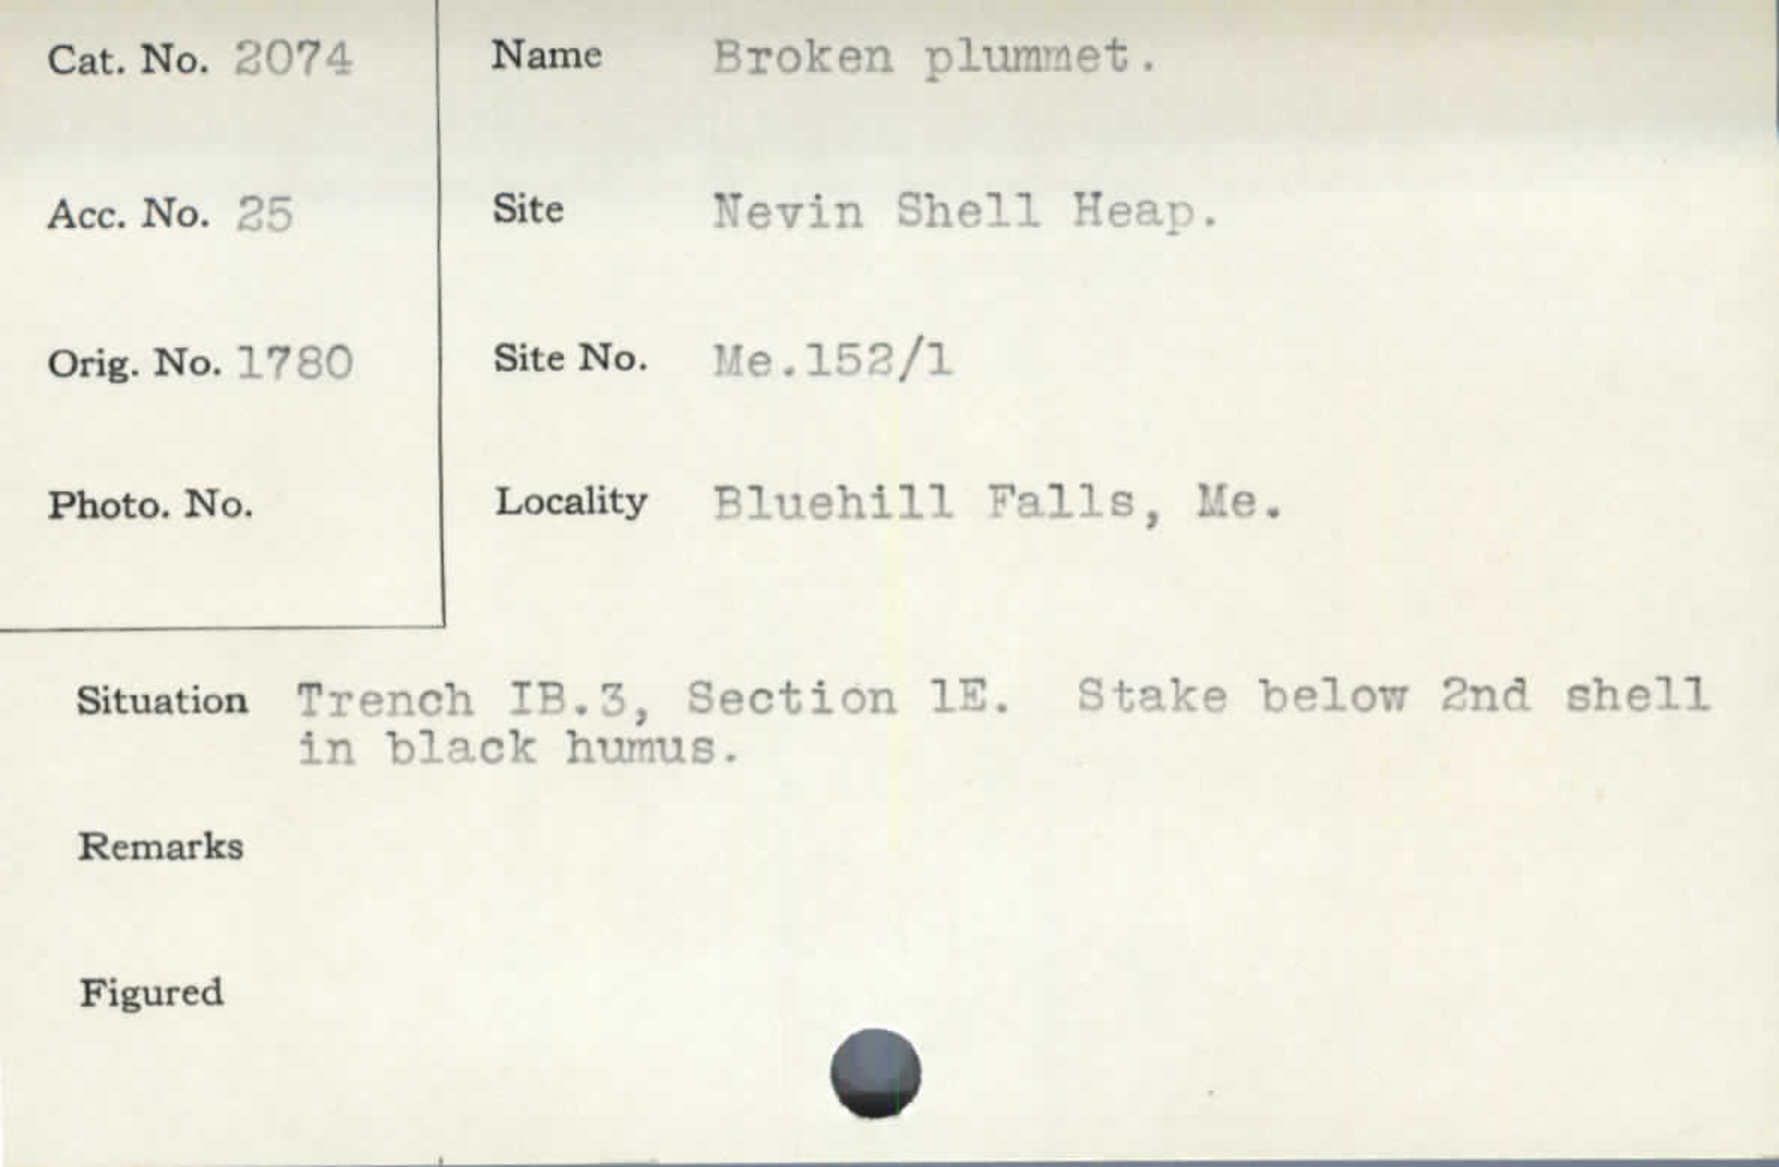 Cat. No. 2074
Name Broken plummet.
Acc. No. 25
Site Nevin Shell Heap.
Orig. No. 1780
Site No. Me.152/1
Photo. No.
Locality Bluehill Falls, Me.
Situation Trench IB.3, Section 1E. Stake below 2nd shell
in black humus.
Remarks
Figured